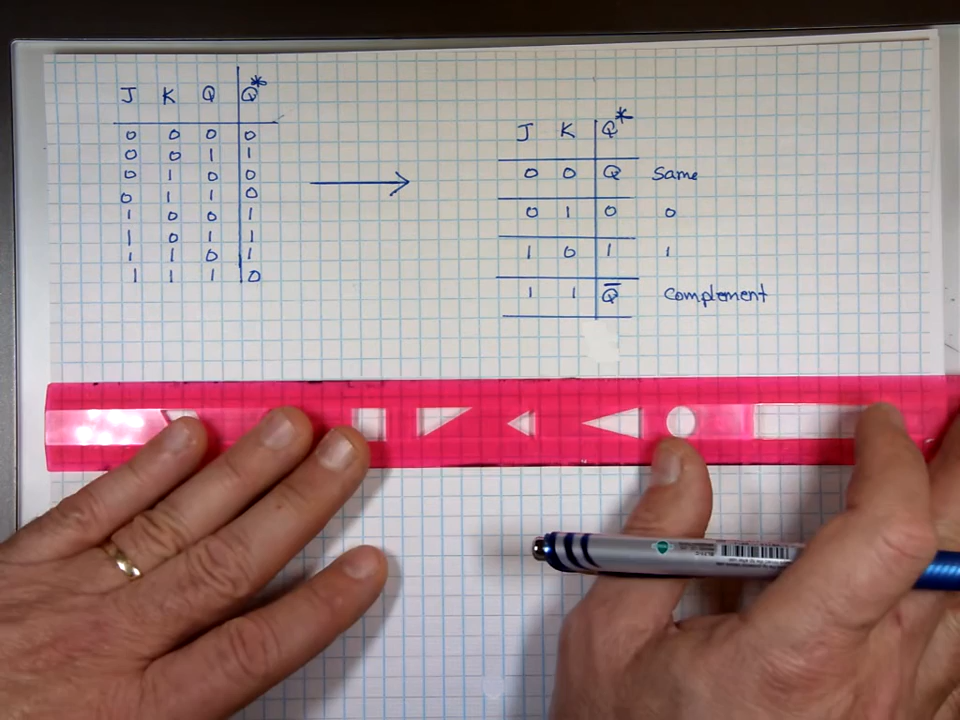 J K Q Q*
0 0 0 0
0 0 1 1
0 1 0 0
0 1 1 0
1 0 0 1
1 0 1 1
1 1 0 1
1 1 1 0
J K Q*
0 0 Q Same
0 1 0 0
1 0 1 1
1 1 Q̅ Complement